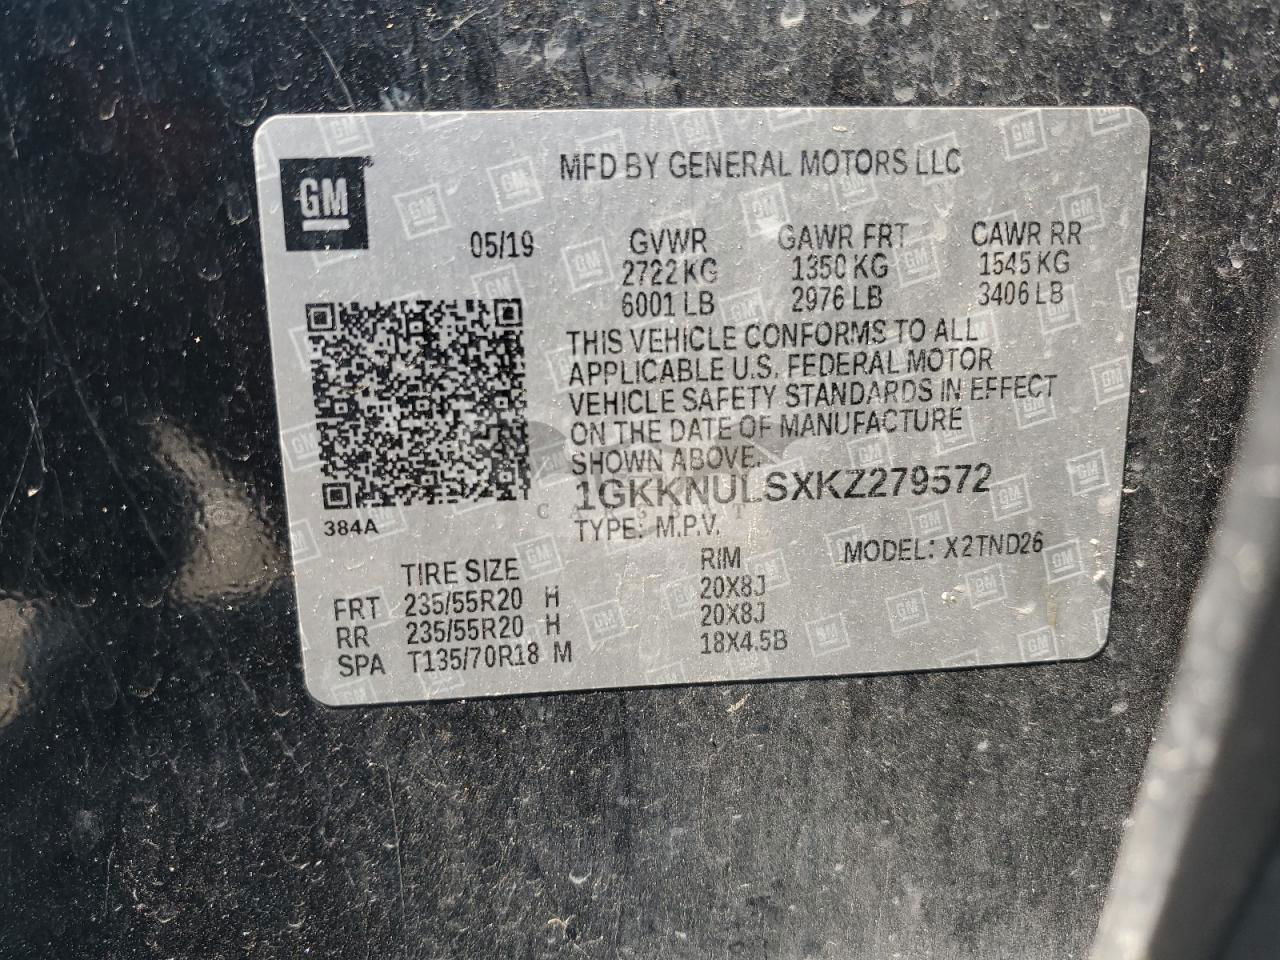 MFD BY GENERAL MOTORS LLC
GM
05/19 GVWR GAWR FRT GAWR RR
2722 KG 1350 KG 1545 KG
6001 LB 2976 LB 3406 LB
THIS VEHICLE CONFORMS TO ALL
APPLICABLE U.S. FEDERAL MOTOR
VEHICLE SAFETY STANDARDS IN EFFECT
ON THE DATE OF MANUFACTURE
SHOWN ABOVE.
1GKKNULSXKZ279572
384A
TYPE: M.P.V. MODEL: X2TND26
TIRE SIZE RIM
FRT 235/55R20 H 20X8J
RR 235/55R20 H 20X8J
SPA T135/70R18 M 18X4.5B